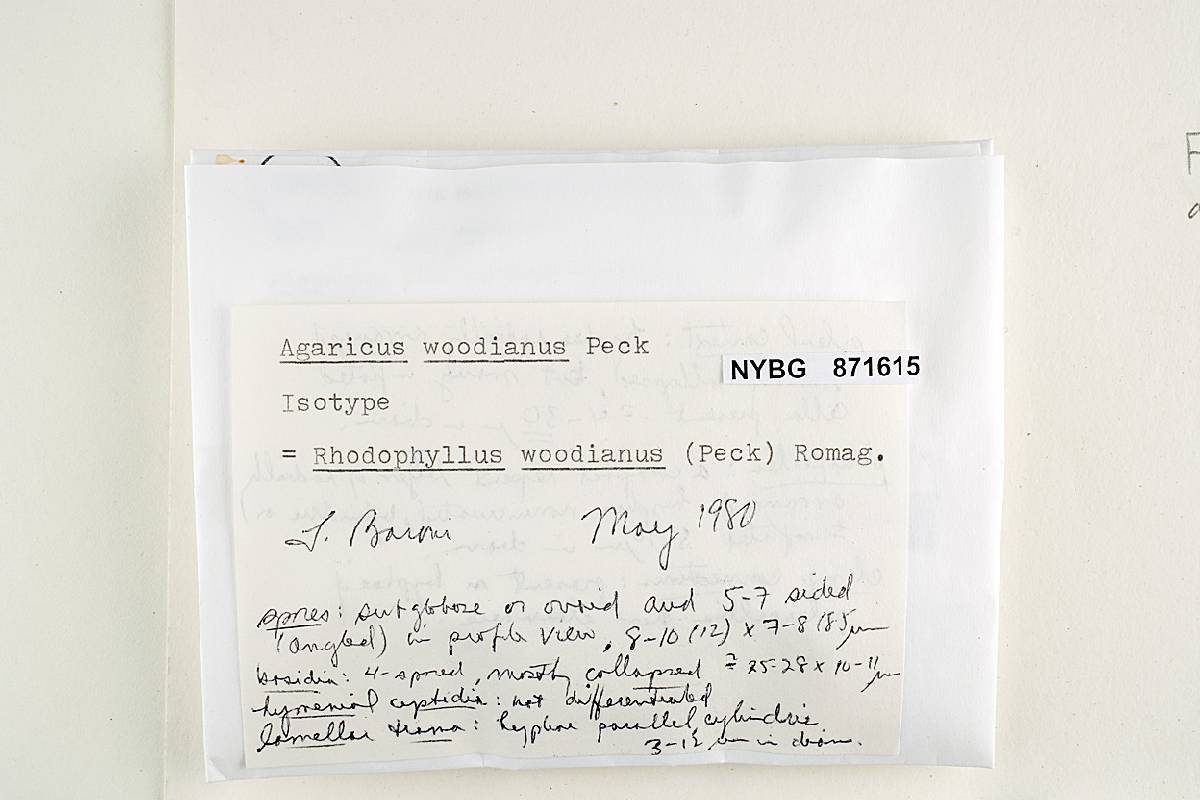 Agaricus woodianus Peck
NYBG 871615
Isotype
= Rhodophyllus woodianus (Peck) Romag.
T. Baroni May 1980
spores: subglobose or ovoid and 5-7 sided
(angled) in profile view, 8-10 (12) x 7-8 (8.5) μm
basidia: 4-spored, mostly collapsed 25-28 x 10-11 μm
hymenial cystidia: not differentiated
lamellar trama: hyphae parallel, cylindric
3-12 μm in diam.